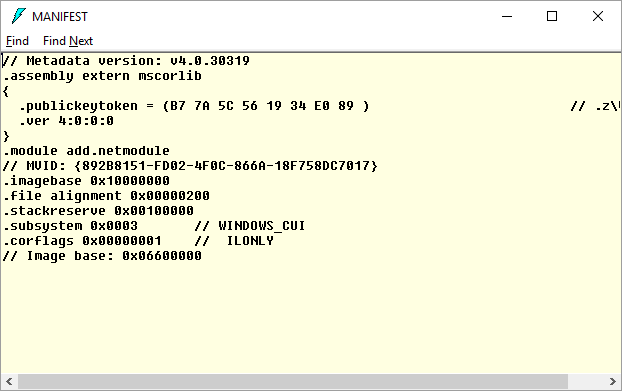 MANIFEST
Find Find Next
// Metadata version: v4.0.30319
.assembly extern mscorlib
{
  .publickeytoken = (B7 7A 5C 56 19 34 E0 89 ) // .z\
  .ver 4:0:0:0
}
.module add.netmodule
// MVID: {892B8151-FD02-4F0C-866A-18F758DC7017}
.imagebase 0x10000000
.file alignment 0x00000200
.stackreserve 0x00100000
.subsystem 0x0003 // WINDOWS_CUI
.corflags 0x00000001 //  ILONLY
// Image base: 0x06600000